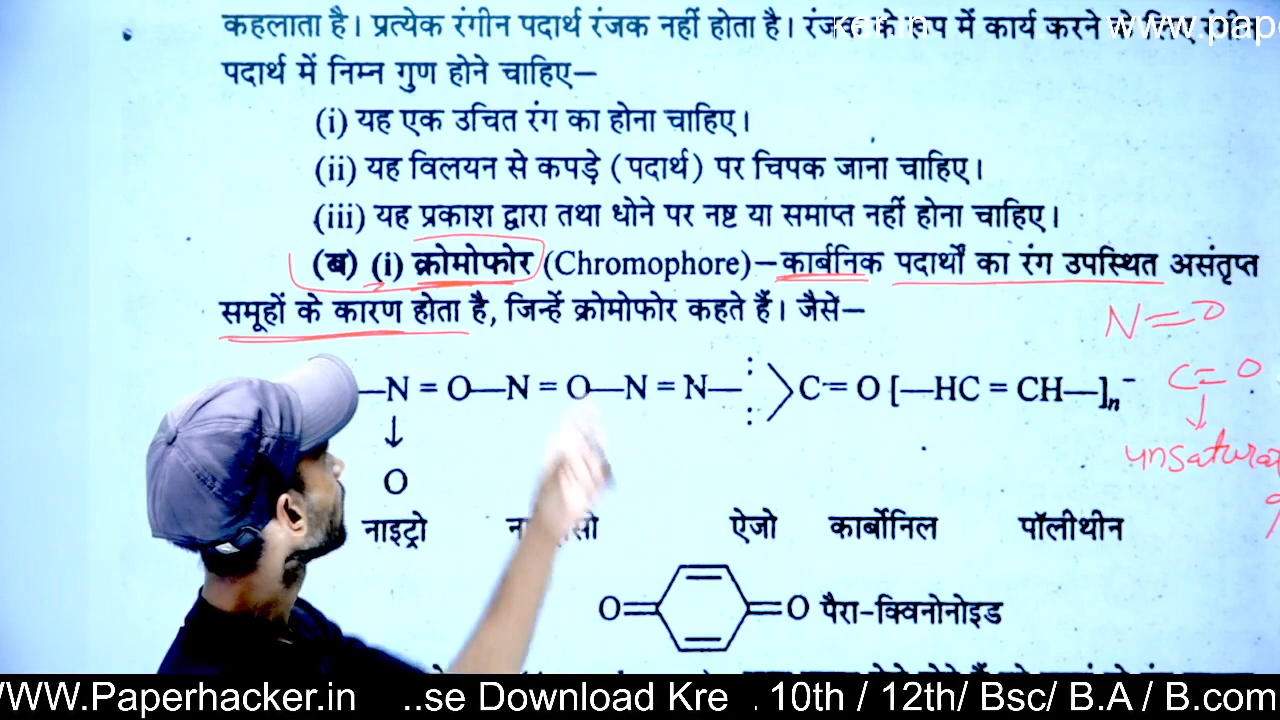 कहलाता है। प्रत्येक रंगीन पदार्थ रंजक नहीं होता है। रंजक के रूप में कार्य करने के लिए रंगीन
पदार्थ में निम्न गुण होने चाहिए—
(i) यह एक उचित रंग का होना चाहिए।
(ii) यह विलयन से कपड़े (पदार्थ) पर चिपक जाना चाहिए।
(iii) यह प्रकाश द्वारा तथा धोने पर नष्ट या समाप्त नहीं होना चाहिए।
(ब) (i) क्रोमोफोर (Chromophore)—कार्बनिक पदार्थों का रंग उपस्थित असंतृप्त
समूहों के कारण होता है, जिन्हें क्रोमोफोर कहते हैं। जैसे—
N=O
C=O
↓
—N = O—N = O—N = N— : : >C = O [—HC = CH—]n⁻
↓
O
नाइट्रो ऐजो कार्बोनिल पॉलीथीन
O= =O पैरा-क्विनोनोइड
WWW.Paperhacker.in ..se Download Kre 10th / 12th/ Bsc/ B.A / B.com